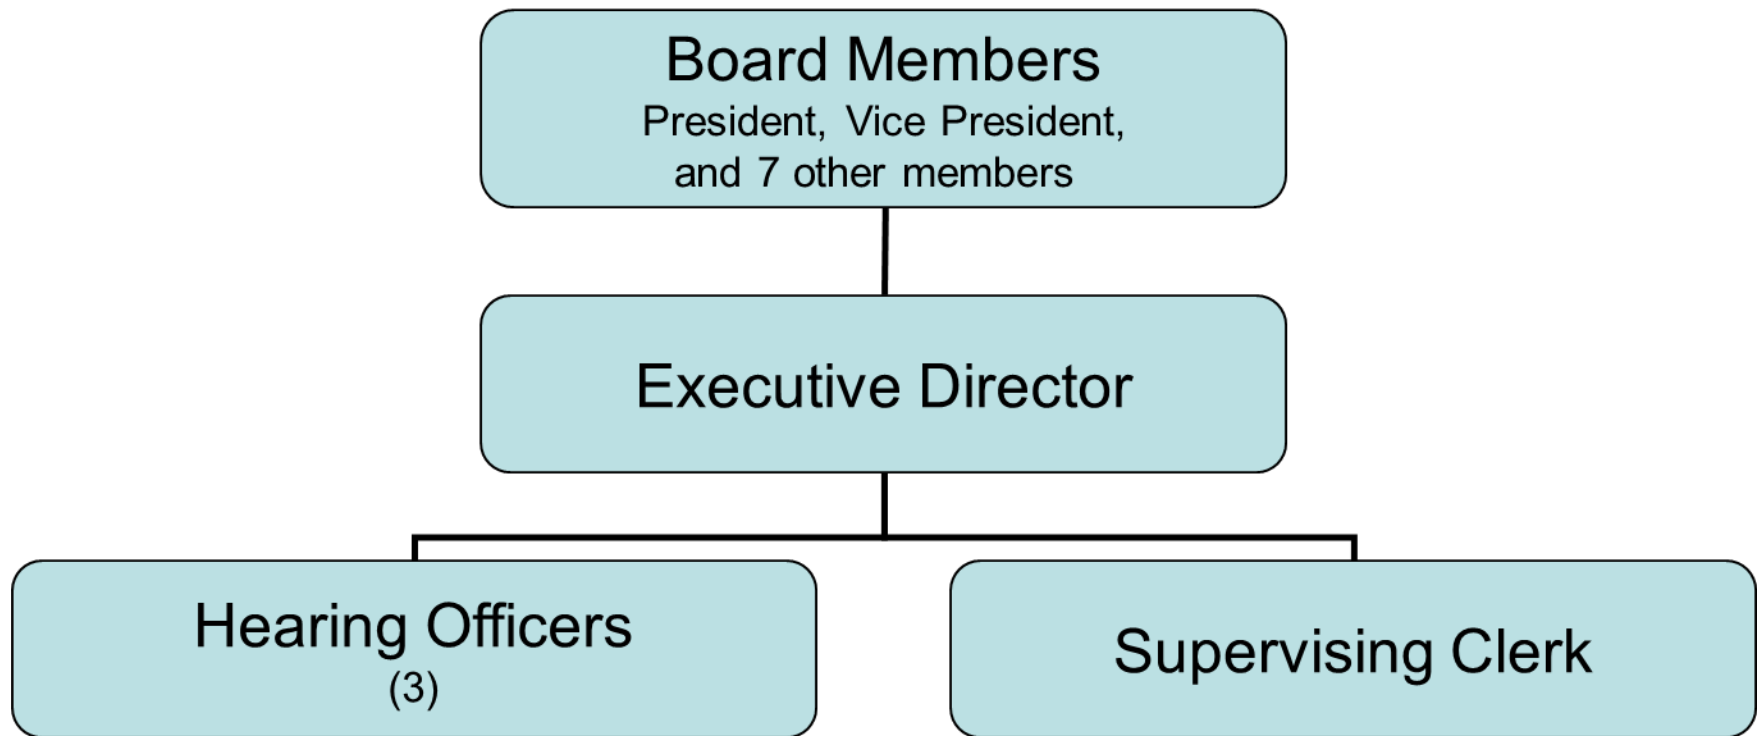 Board Members
President, Vice President,
and 7 other members
Executive Director
Hearing Officers
(3)
Supervising Clerk